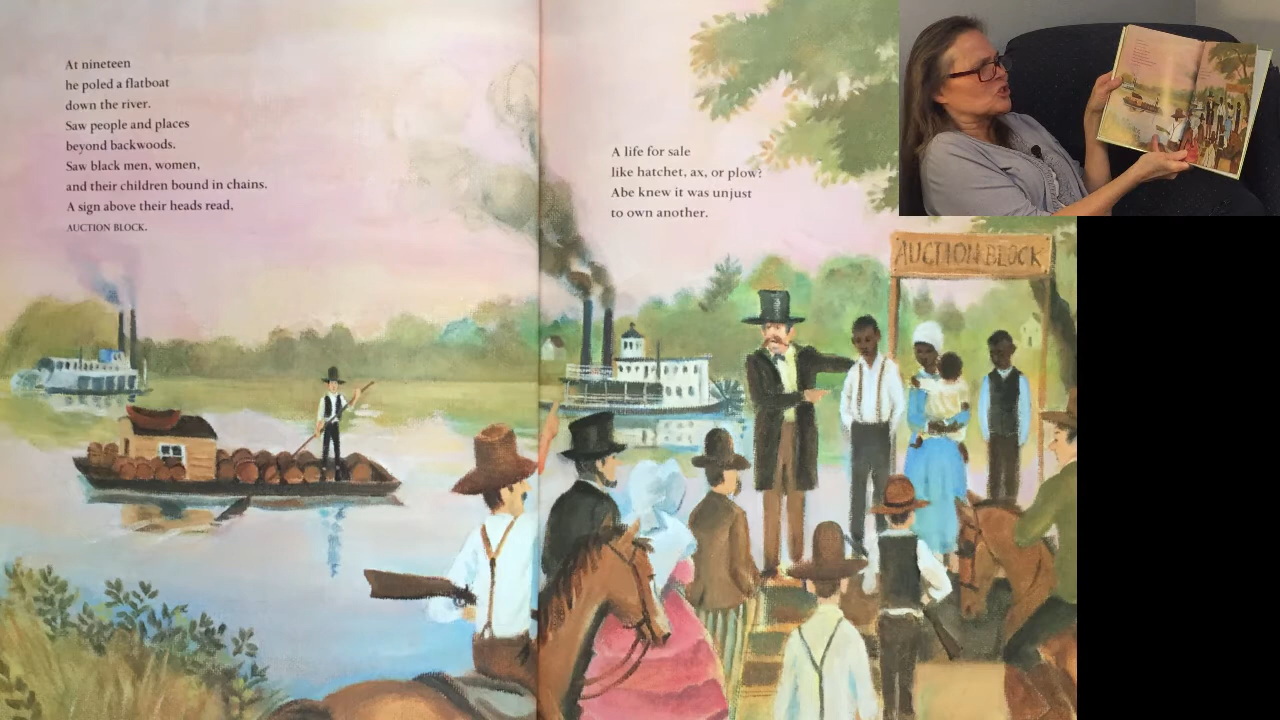 At nineteen
he poled a flatboat
down the river.
Saw people and places
beyond backwoods.
Saw black men, women,
and their children bound in chains.
A sign above their heads read,
AUCTION BLOCK.
A life for sale
like hatchet, ax, or plow?
Abe knew it was unjust
to own another.
AUCTION BLOCK